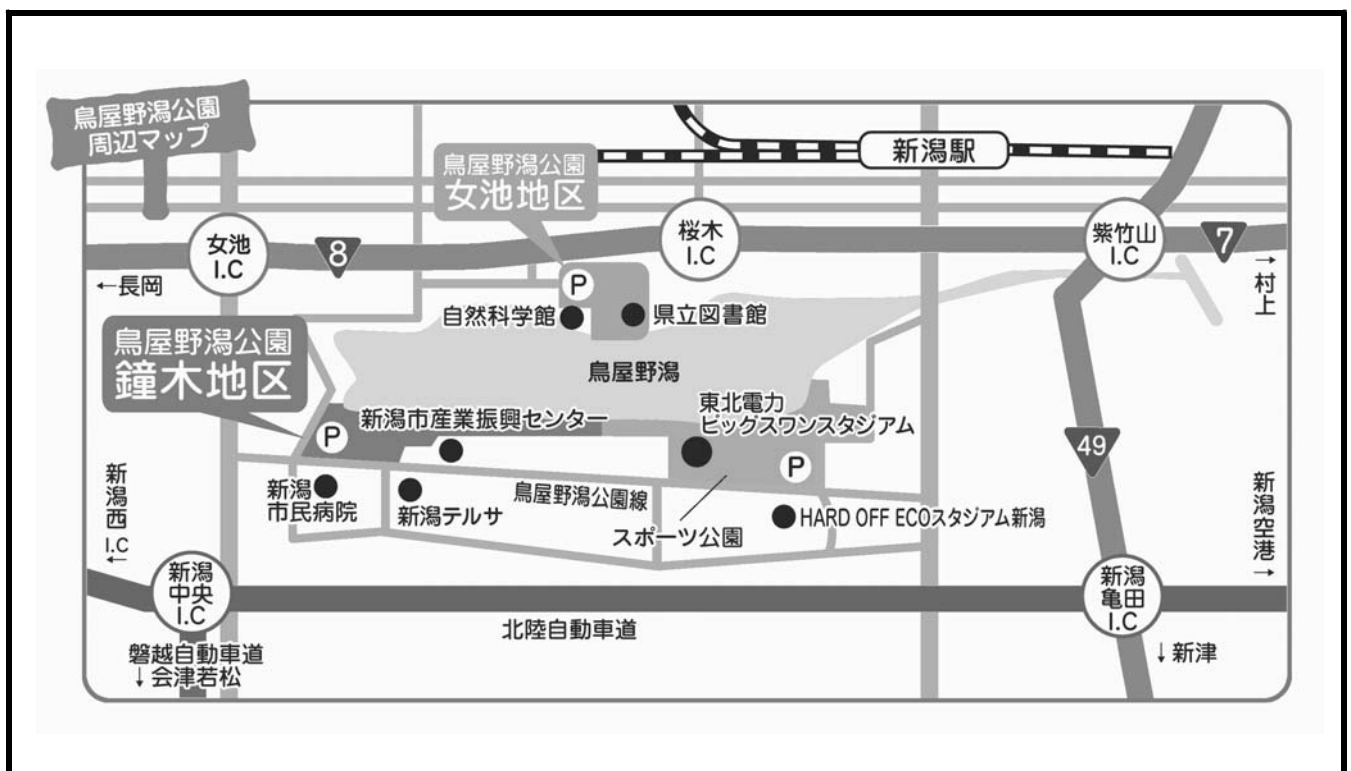 鳥屋野潟公園
周辺マップ
新潟駅
鳥屋野潟公園
女池地区
女池
I.C
8
桜木
I.C
紫竹山
I.C
7
←長岡
→村上
P
自然科学館
県立図書館
鳥屋野潟公園
鐘木地区
鳥屋野潟
東北電力
ビッグスワンスタジアム
新潟市産業振興センター
P
P
49
新潟西I.C←
新潟
市民病院
新潟テルサ
鳥屋野潟公園線
スポーツ公園
HARD OFF ECOスタジアム新潟
新潟空港→
新潟
中央
I.C
新潟
亀田
I.C
北陸自動車道
磐越自動車道
↓会津若松
↓新津